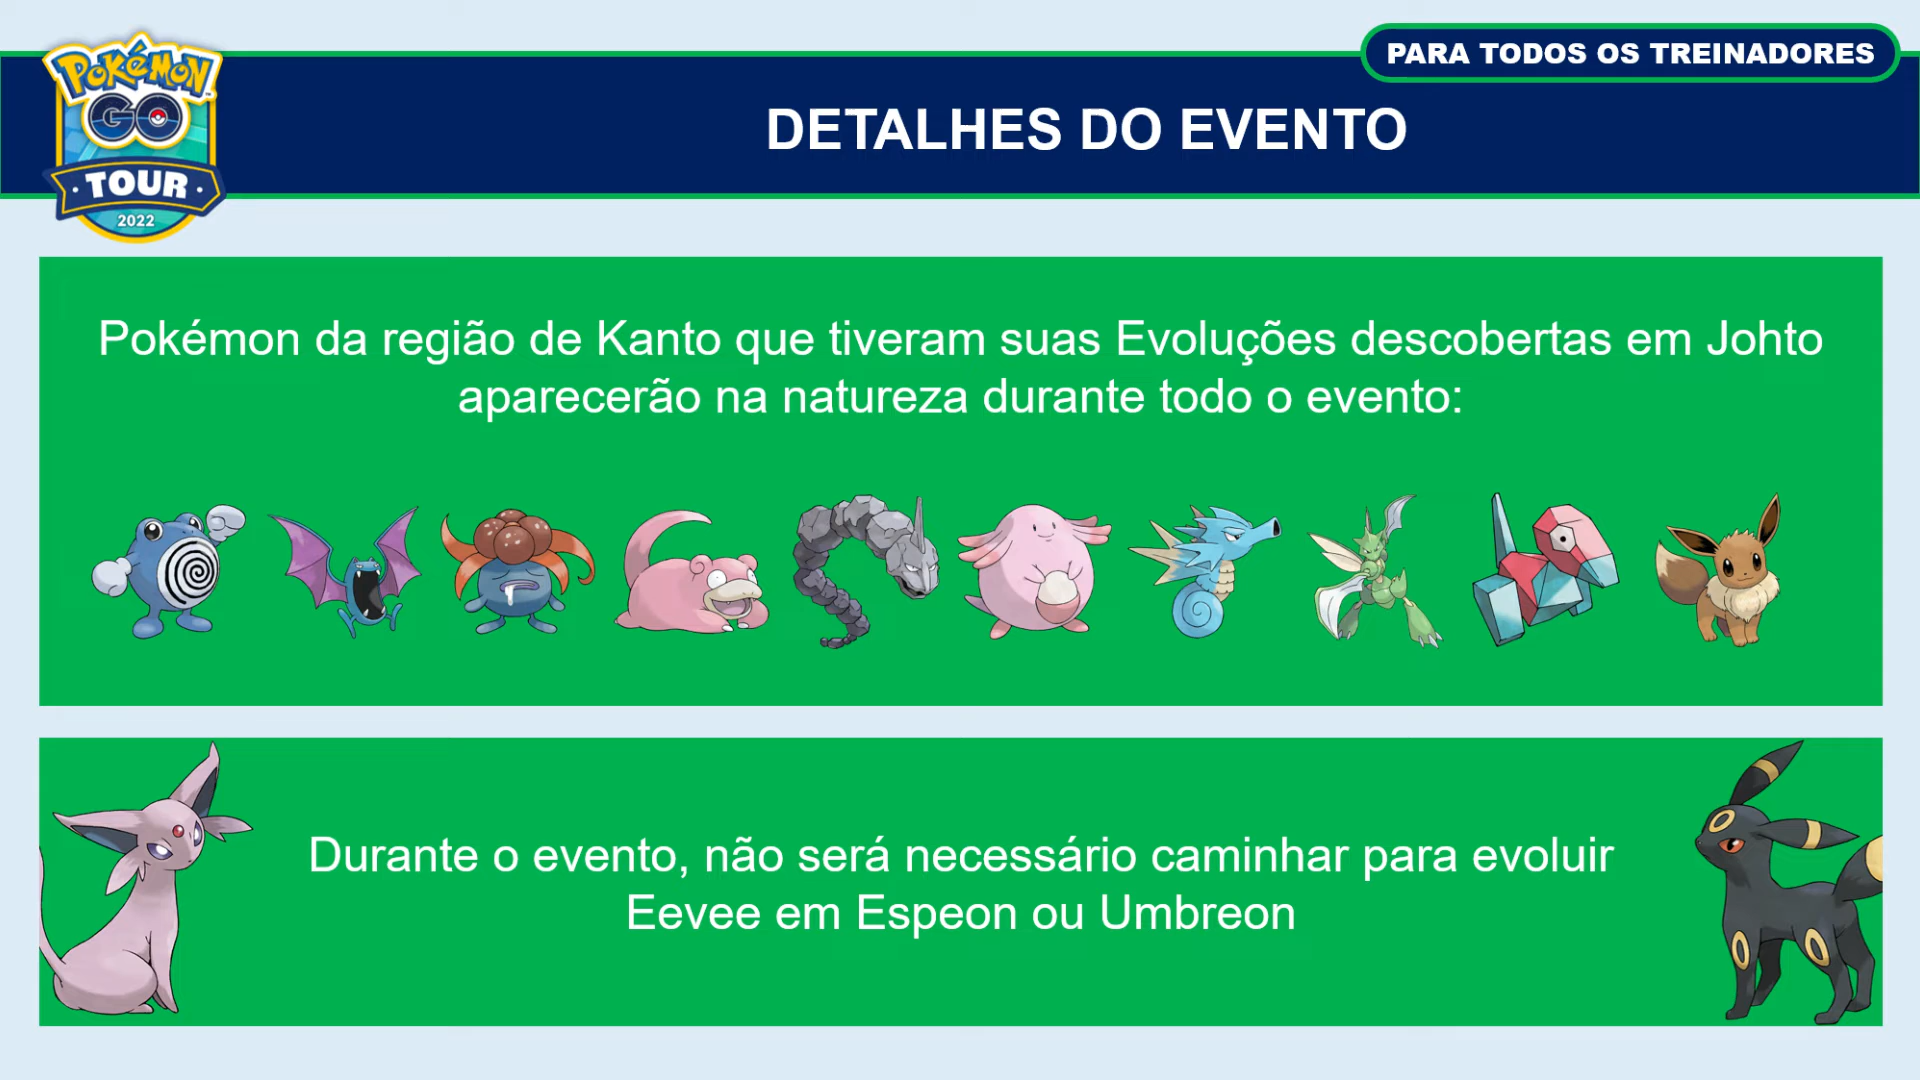 PARA TODOS OS TREINADORES
POKÉMON
GO
TOUR
2022
DETALHES DO EVENTO
Pokémon da região de Kanto que tiveram suas Evoluções descobertas em Johto
aparecerão na natureza durante todo o evento:
Durante o evento, não será necessário caminhar para evoluir
Eevee em Espeon ou Umbreon